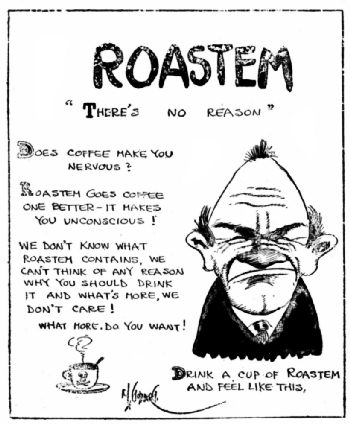 ROASTEM
"THERE'S NO REASON"
DOES COFFEE MAKE YOU
NERVOUS?
ROASTEM GOES COFFEE
ONE BETTER - IT MAKES
YOU UNCONSCIOUS!
WE DON'T KNOW WHAT
ROASTEM CONTAINS, WE
CAN'T THINK OF ANY REASON
WHY YOU SHOULD DRINK
IT AND WHAT'S MORE, WE
DON'T CARE!
WHAT MORE. DO YOU WANT!
DRINK A CUP OF ROASTEM
AND FEEL LIKE THIS,